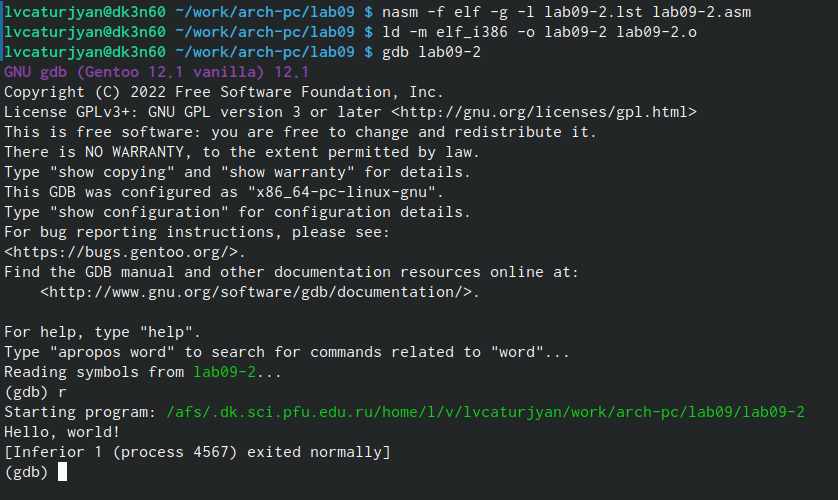 lvcaturjyan@dk3n60 ~/work/arch-pc/lab09 $ nasm -f elf -g -l lab09-2.lst lab09-2.asm
lvcaturjyan@dk3n60 ~/work/arch-pc/lab09 $ ld -m elf_i386 -o lab09-2 lab09-2.o
lvcaturjyan@dk3n60 ~/work/arch-pc/lab09 $ gdb lab09-2
GNU gdb (Gentoo 12.1 vanilla) 12.1
Copyright (C) 2022 Free Software Foundation, Inc.
License GPLv3+: GNU GPL version 3 or later <http://gnu.org/licenses/gpl.html>
This is free software: you are free to change and redistribute it.
There is NO WARRANTY, to the extent permitted by law.
Type "show copying" and "show warranty" for details.
This GDB was configured as "x86_64-pc-linux-gnu".
Type "show configuration" for configuration details.
For bug reporting instructions, please see:
<https://bugs.gentoo.org/>.
Find the GDB manual and other documentation resources online at:
    <http://www.gnu.org/software/gdb/documentation/>.

For help, type "help".
Type "apropos word" to search for commands related to "word"...
Reading symbols from lab09-2...
(gdb) r
Starting program: /afs/.dk.sci.pfu.edu.ru/home/l/v/lvcaturjyan/work/arch-pc/lab09/lab09-2
Hello, world!
[Inferior 1 (process 4567) exited normally]
(gdb)